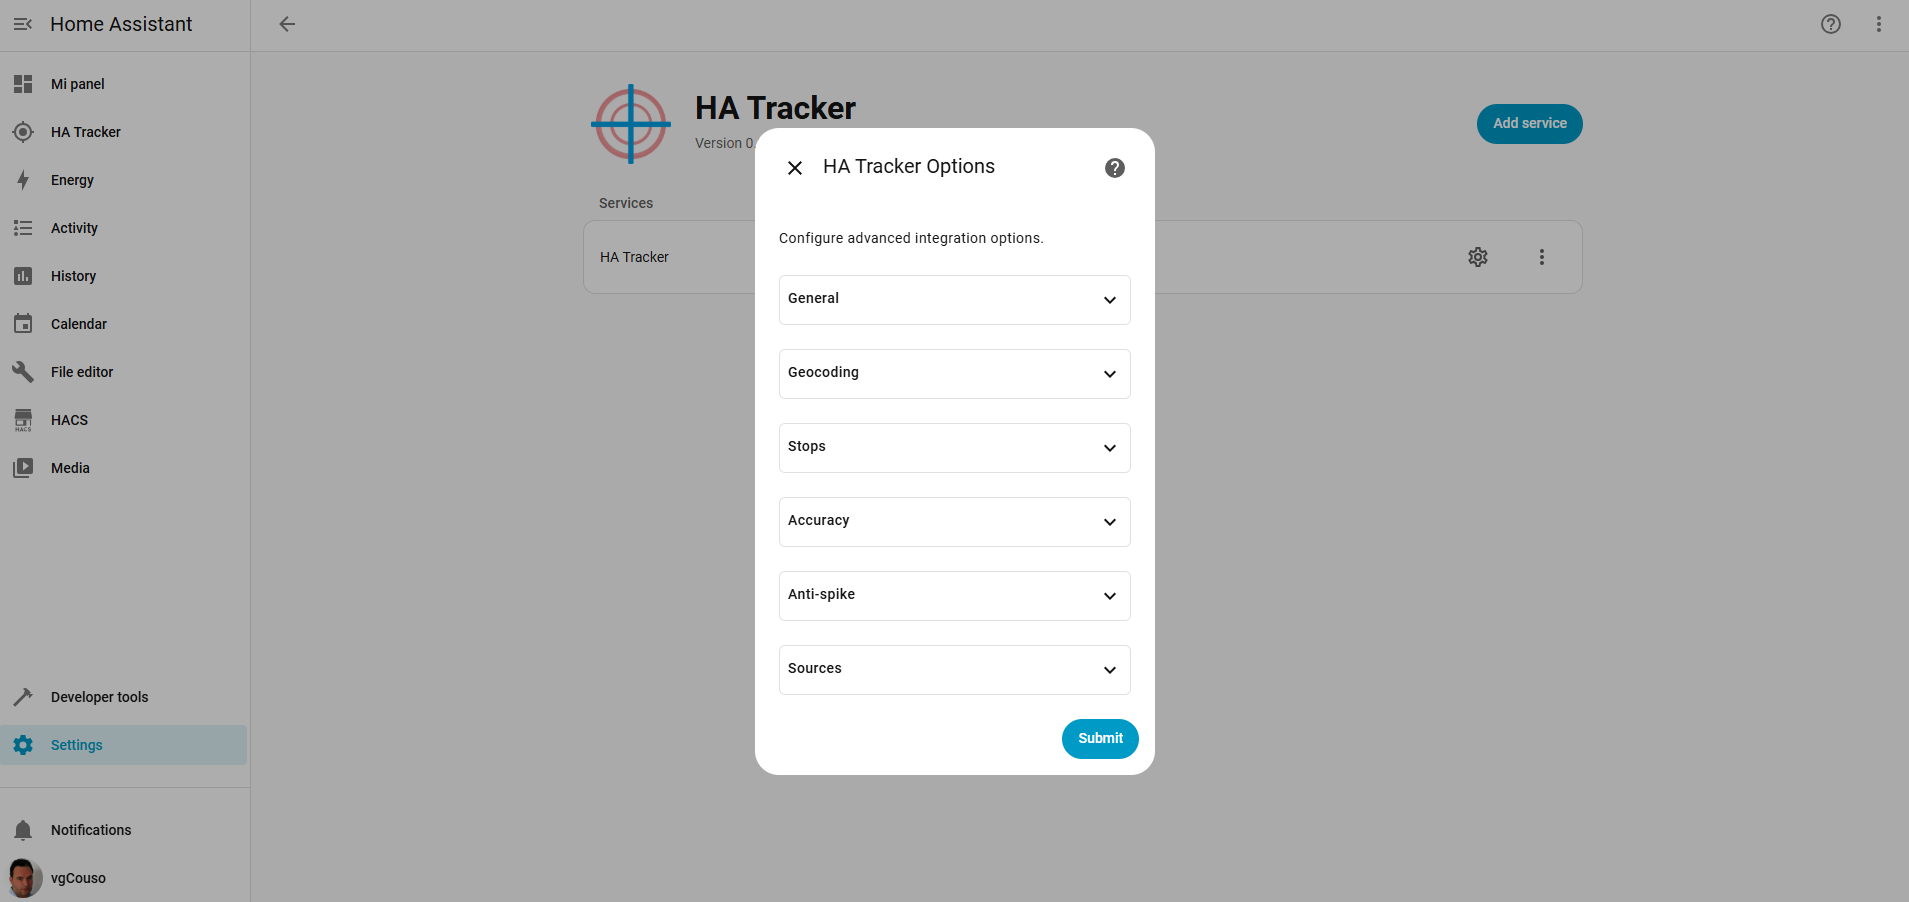 Home Assistant
Mi panel
HA Tracker
Energy
Activity
History
Calendar
File editor
HACS
HACS
Media
Developer tools
Settings
Notifications
vgCouso
HA Tracker
Version 0.
Add service
Services
HA Tracker
HA Tracker Options
Configure advanced integration options.
General
Geocoding
Stops
Accuracy
Anti-spike
Sources
Submit